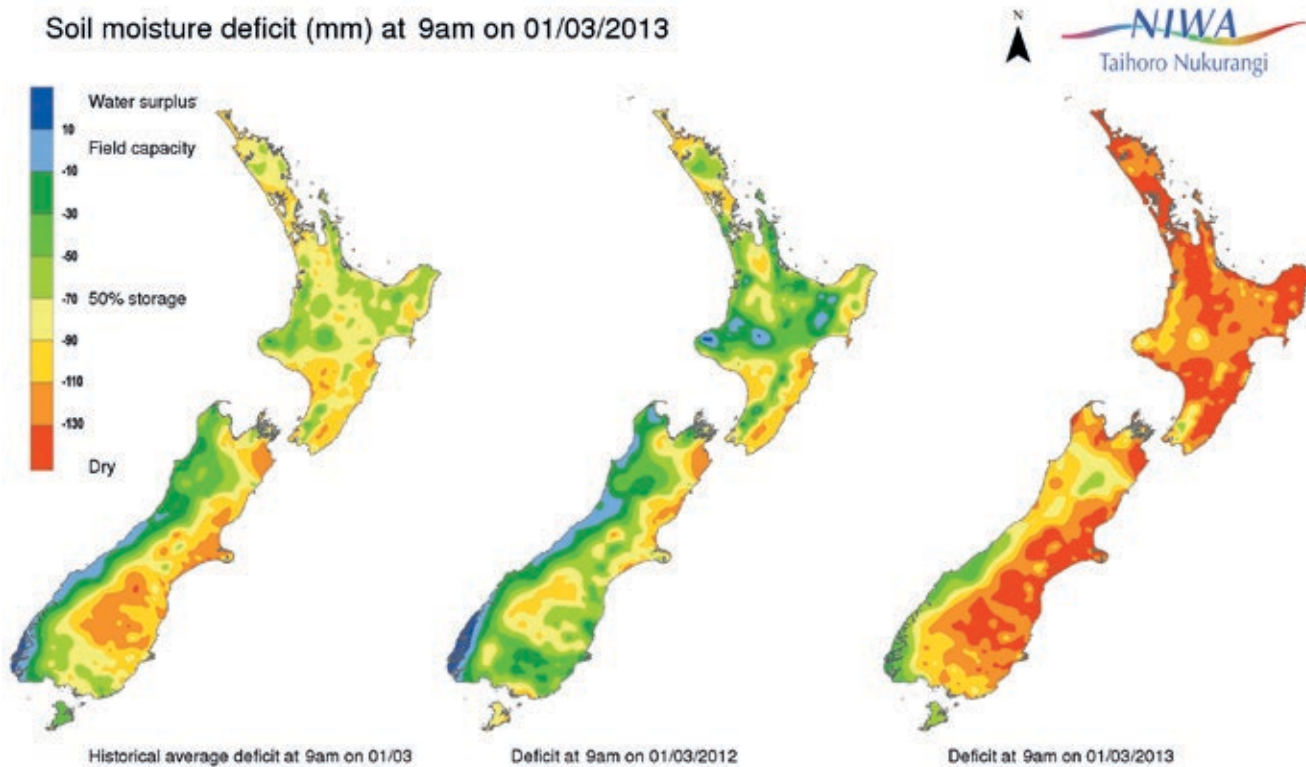 Soil moisture deficit (mm) at 9am on 01/03/2013
N
NIWA
Taihoro Nukurangi
Water surplus
10
Field capacity
-10
-30
-50
-70
50% storage
-90
-110
-130
Dry
Historical average deficit at 9am on 01/03
Deficit at 9am on 01/03/2012
Deficit at 9am on 01/03/2013